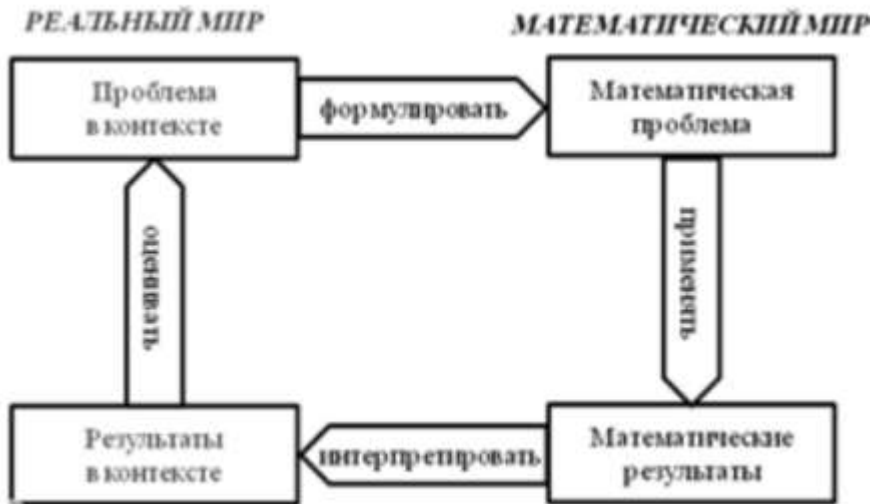 РЕАЛЬНЫЙ МИР
МАТЕМАТИЧЕСКИЙ МИР
Проблема
в контексте
формулировать
Математическая
проблема
оценивать
применять
Результаты
в контексте
интерпретировать
Математические
результаты